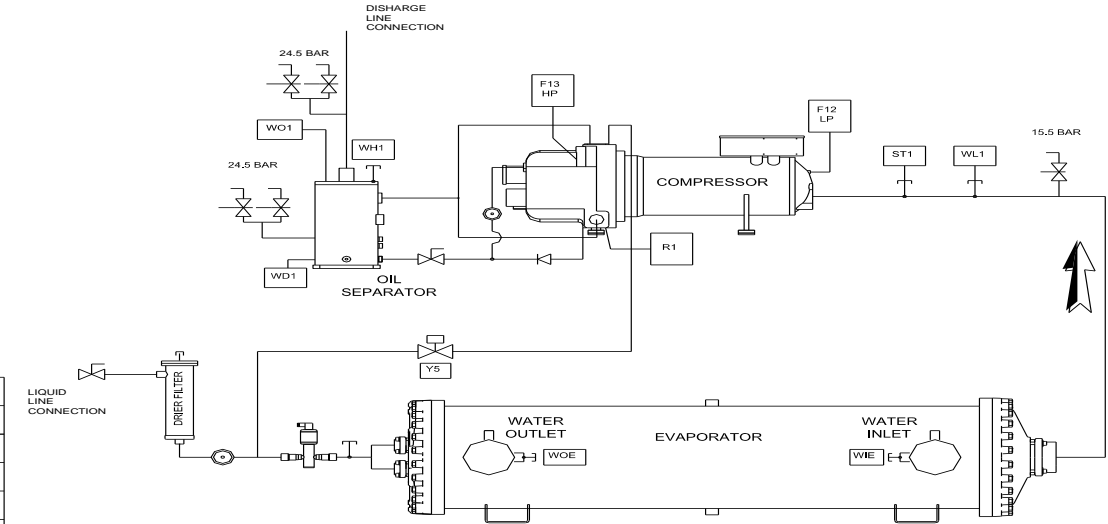 DISHARGE
LINE
CONNECTION
24.5 BAR
F13
HP
F12
LP
WO1
WH1
15.5 BAR
ST1
WL1
24.5 BAR
COMPRESSOR
R1
WD1
OIL
SEPARATOR
Y5
LIQUID
LINE
CONNECTION
DRIER FILTER
WATER
OUTLET
EVAPORATOR
WATER
INLET
WOE
WIE